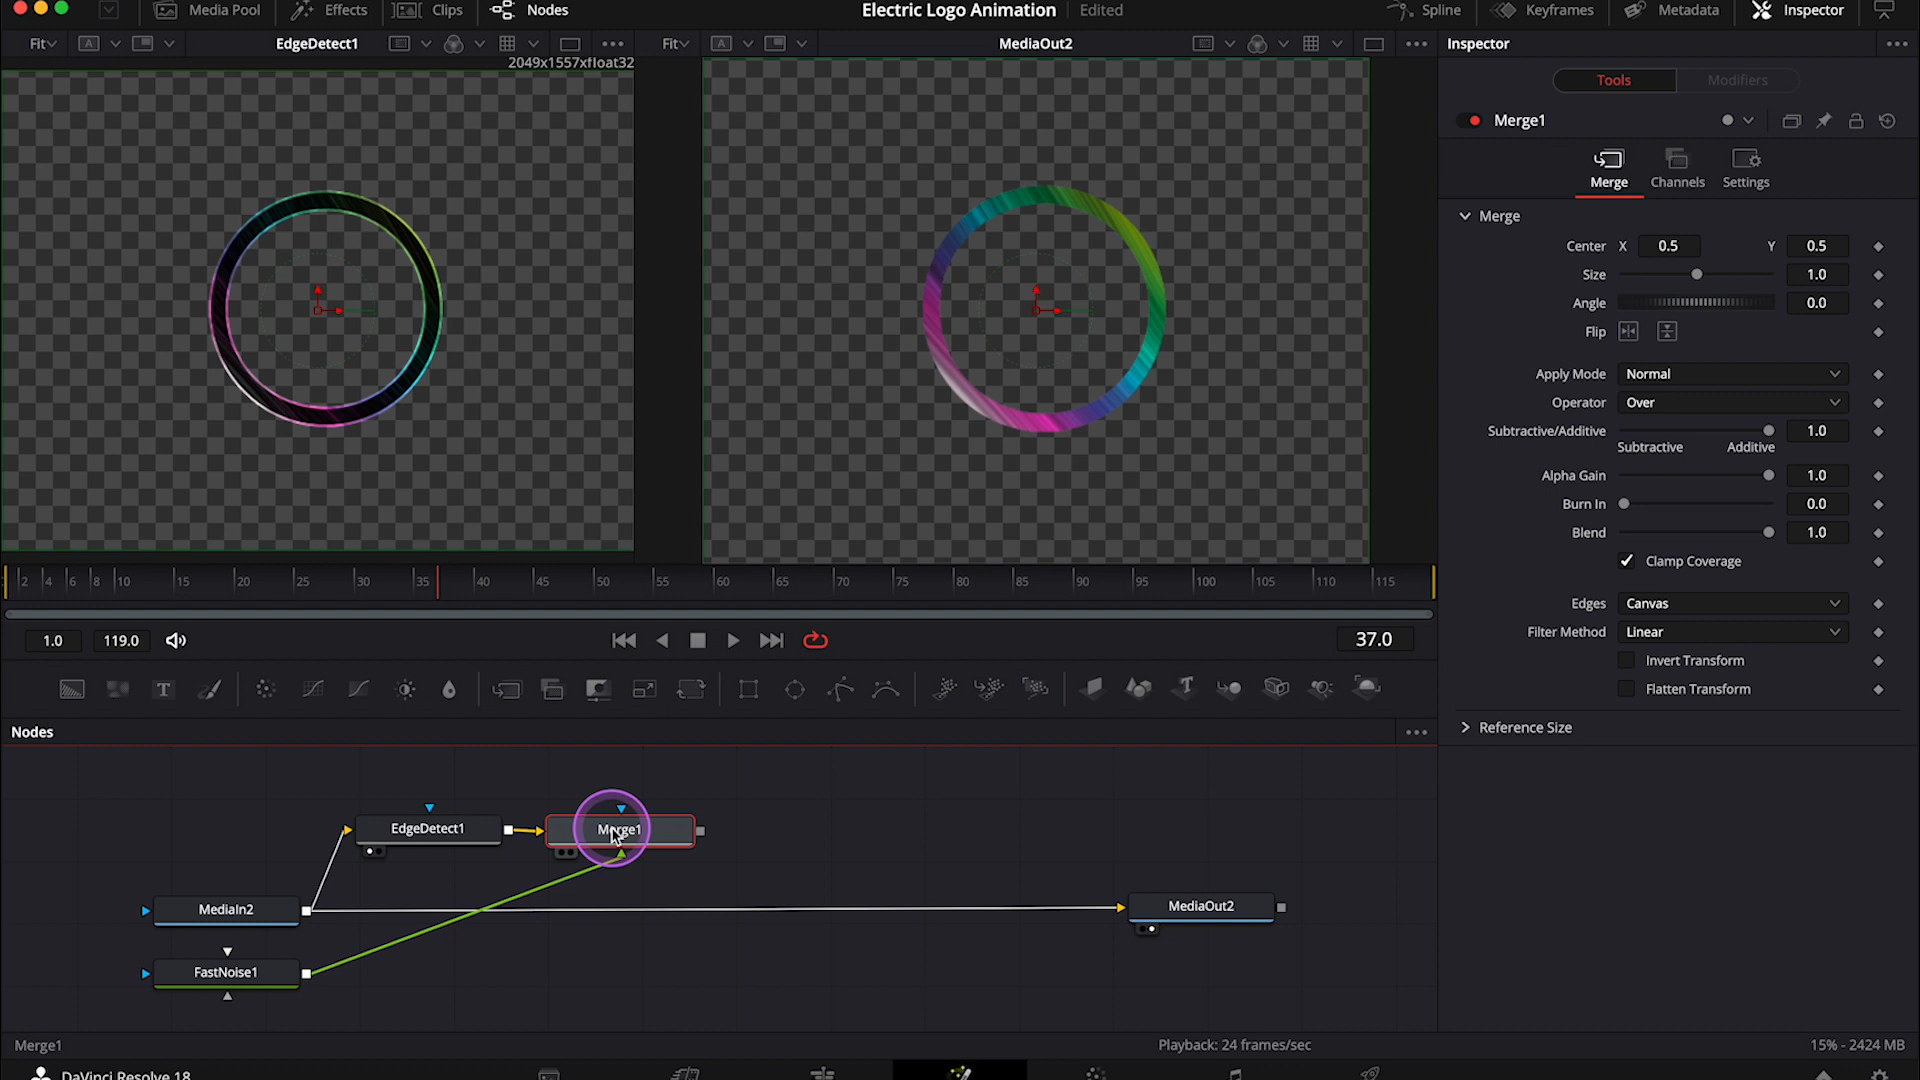 Media Pool Effects Clips Nodes Electric Logo Animation Edited Spline Keyframes Metadata Inspector
Fit A EdgeDetect1 Fit A MediaOut2 Inspector
2049x1557xfloat32
Tools Modifiers
Merge1
Merge Channels Settings
Merge
Center X 0.5 Y 0.5
Size 1.0
Angle 0.0
Flip
Apply Mode Normal
Operator Over
Subtractive/Additive 1.0
Subtractive Additive
Alpha Gain 1.0
Burn In 0.0
Blend 1.0
Clamp Coverage
Edges Canvas
Filter Method Linear
Invert Transform
Flatten Transform
Reference Size
2 4 6 8 10 15 20 25 30 35 40 45 50 55 60 65 70 75 80 85 90 95 100 105 110 115
1.0 119.0 37.0
T T
Nodes
EdgeDetect1 Merge1
MediaIn2 MediaOut2
FastNoise1
Merge1 Playback: 24 frames/sec 15% - 2424 MB
DaVinci Resolve 18